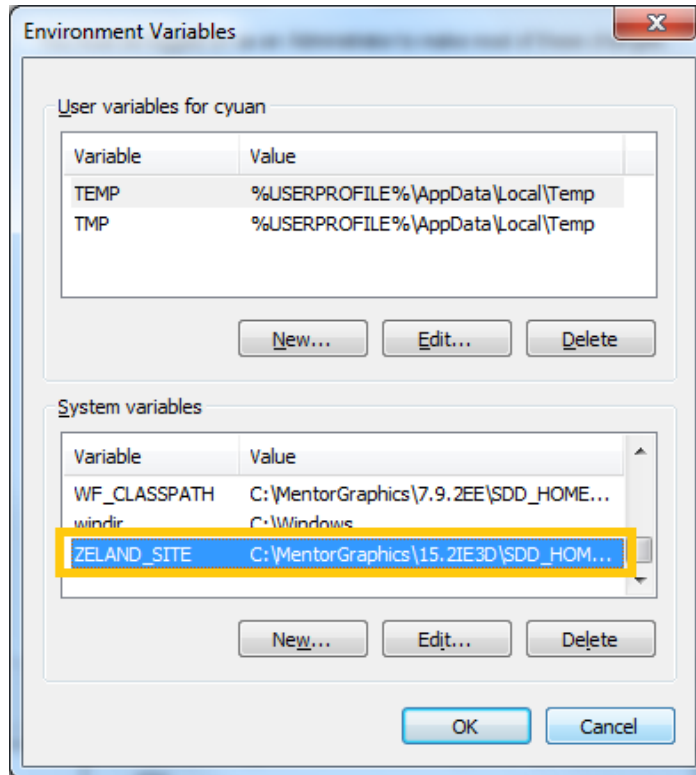 Environment Variables
User variables for cyuan
Variable Value
TEMP %USERPROFILE%\AppData\Local\Temp
TMP %USERPROFILE%\AppData\Local\Temp
New... Edit... Delete
System variables
Variable Value
WF_CLASSPATH C:\MentorGraphics\7.9.2EE\SDD_HOME...
windir C:\Windows
ZELAND_SITE C:\MentorGraphics\15.2IE3D\SDD_HOM...
New... Edit... Delete
OK Cancel